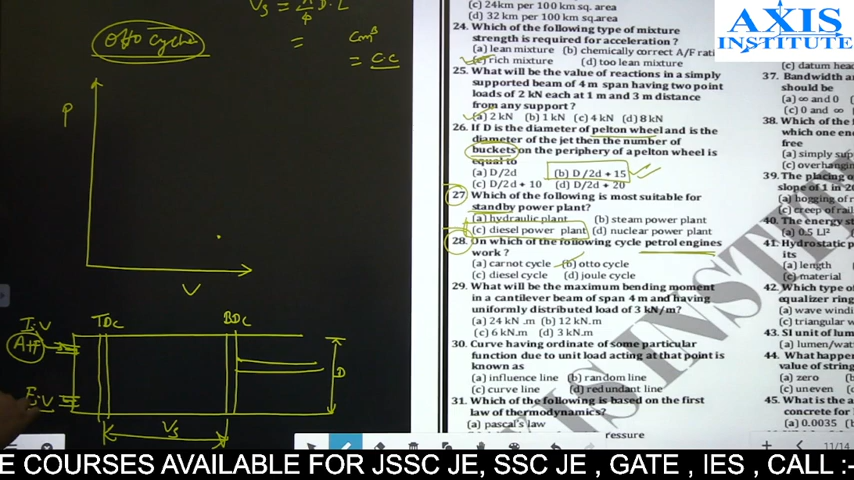 Vs = π/4 D² L
= cm³
= C.C
Otto Cycle
P
V
I.V
A+F
E.V
TDC
BDC
D
Vs
(c) 24km per 100 km sq. area
(d) 32 km per 100 km sq.area
24. Which of the following type of mixture
strength is required for acceleration ?
(a) lean mixture (b) chemically correct A/F rati
(c) rich mixture (d) too lean mixture
25. What will be the value of reactions in a simply
supported beam of 4 m span having two point
loads of 2 kN each at 1 m and 3 m distance
from any support ?
(a) 2 kN (b) 1 kN (c) 4 kN (d) 8 kN
26. If D is the diameter of pelton wheel and is the
diameter of the jet then the number of
buckets on the periphery of a pelton wheel is
equal to
(a) D/2d (b) D/2d + 15
(c) D/2d + 10 (d) D/2d + 20
27 Which of the following is most suitable for
standby power plant?
(a) hydraulic plant (b) steam power plant
(c) diesel power plant (d) nuclear power plant
28. On which of the following cycle petrol engines
work ?
(a) carnot cycle (b) otto cycle
(c) diesel cycle (d) joule cycle
29. What will be the maximum bending moment
in a cantilever beam of span 4 m and having
uniformly distributed load of 3 kN/m?
(a) 24 kN .m (b) 12 kN.m
(c) 6 kN.m (d) 3 kN.m
30. Curve having ordinate of some particular
function due to unit load acting at that point is
known as
(a) influence line (b) random line
(c) curve line (d) redundant line
31. Which of the following is based on the first
law of thermodynamics?
(a) pascal's law
ressure
AXIS
INSTITUTE
(c) datum hea
37. Bandwidth a
should be
(a) ∞ and 0
(c) 0 and ∞
38. Which of the
which one en
free
(a) simply sup
(c) overhangin
39. The placing o
slope of 1 in 20
(a) hogging of r
(c) creep of rail
40. The energy s
(a) 0.5 LI²
41. Hydrostatic p
its
(a) length
(c) material
42. Which type o
equalizer ring
(a) wave windi
(c) triangular w
43. SI unit of lum
(a) lumen/wat
44. What happen
value of string
(a) zero
(c) uneven
45. What is the a
concrete for
(a) 0.0035
11/14
E COURSES AVAILABLE FOR JSSC JE, SSC JE , GATE , IES , CALL :-